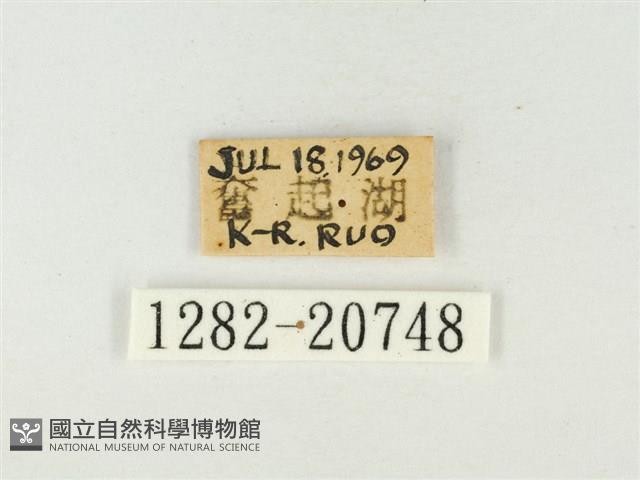 JUL 18, 1969
奮起湖
K-R. RUO
1282-20748
國立自然科學博物館
NATIONAL MUSEUM OF NATURAL SCIENCE